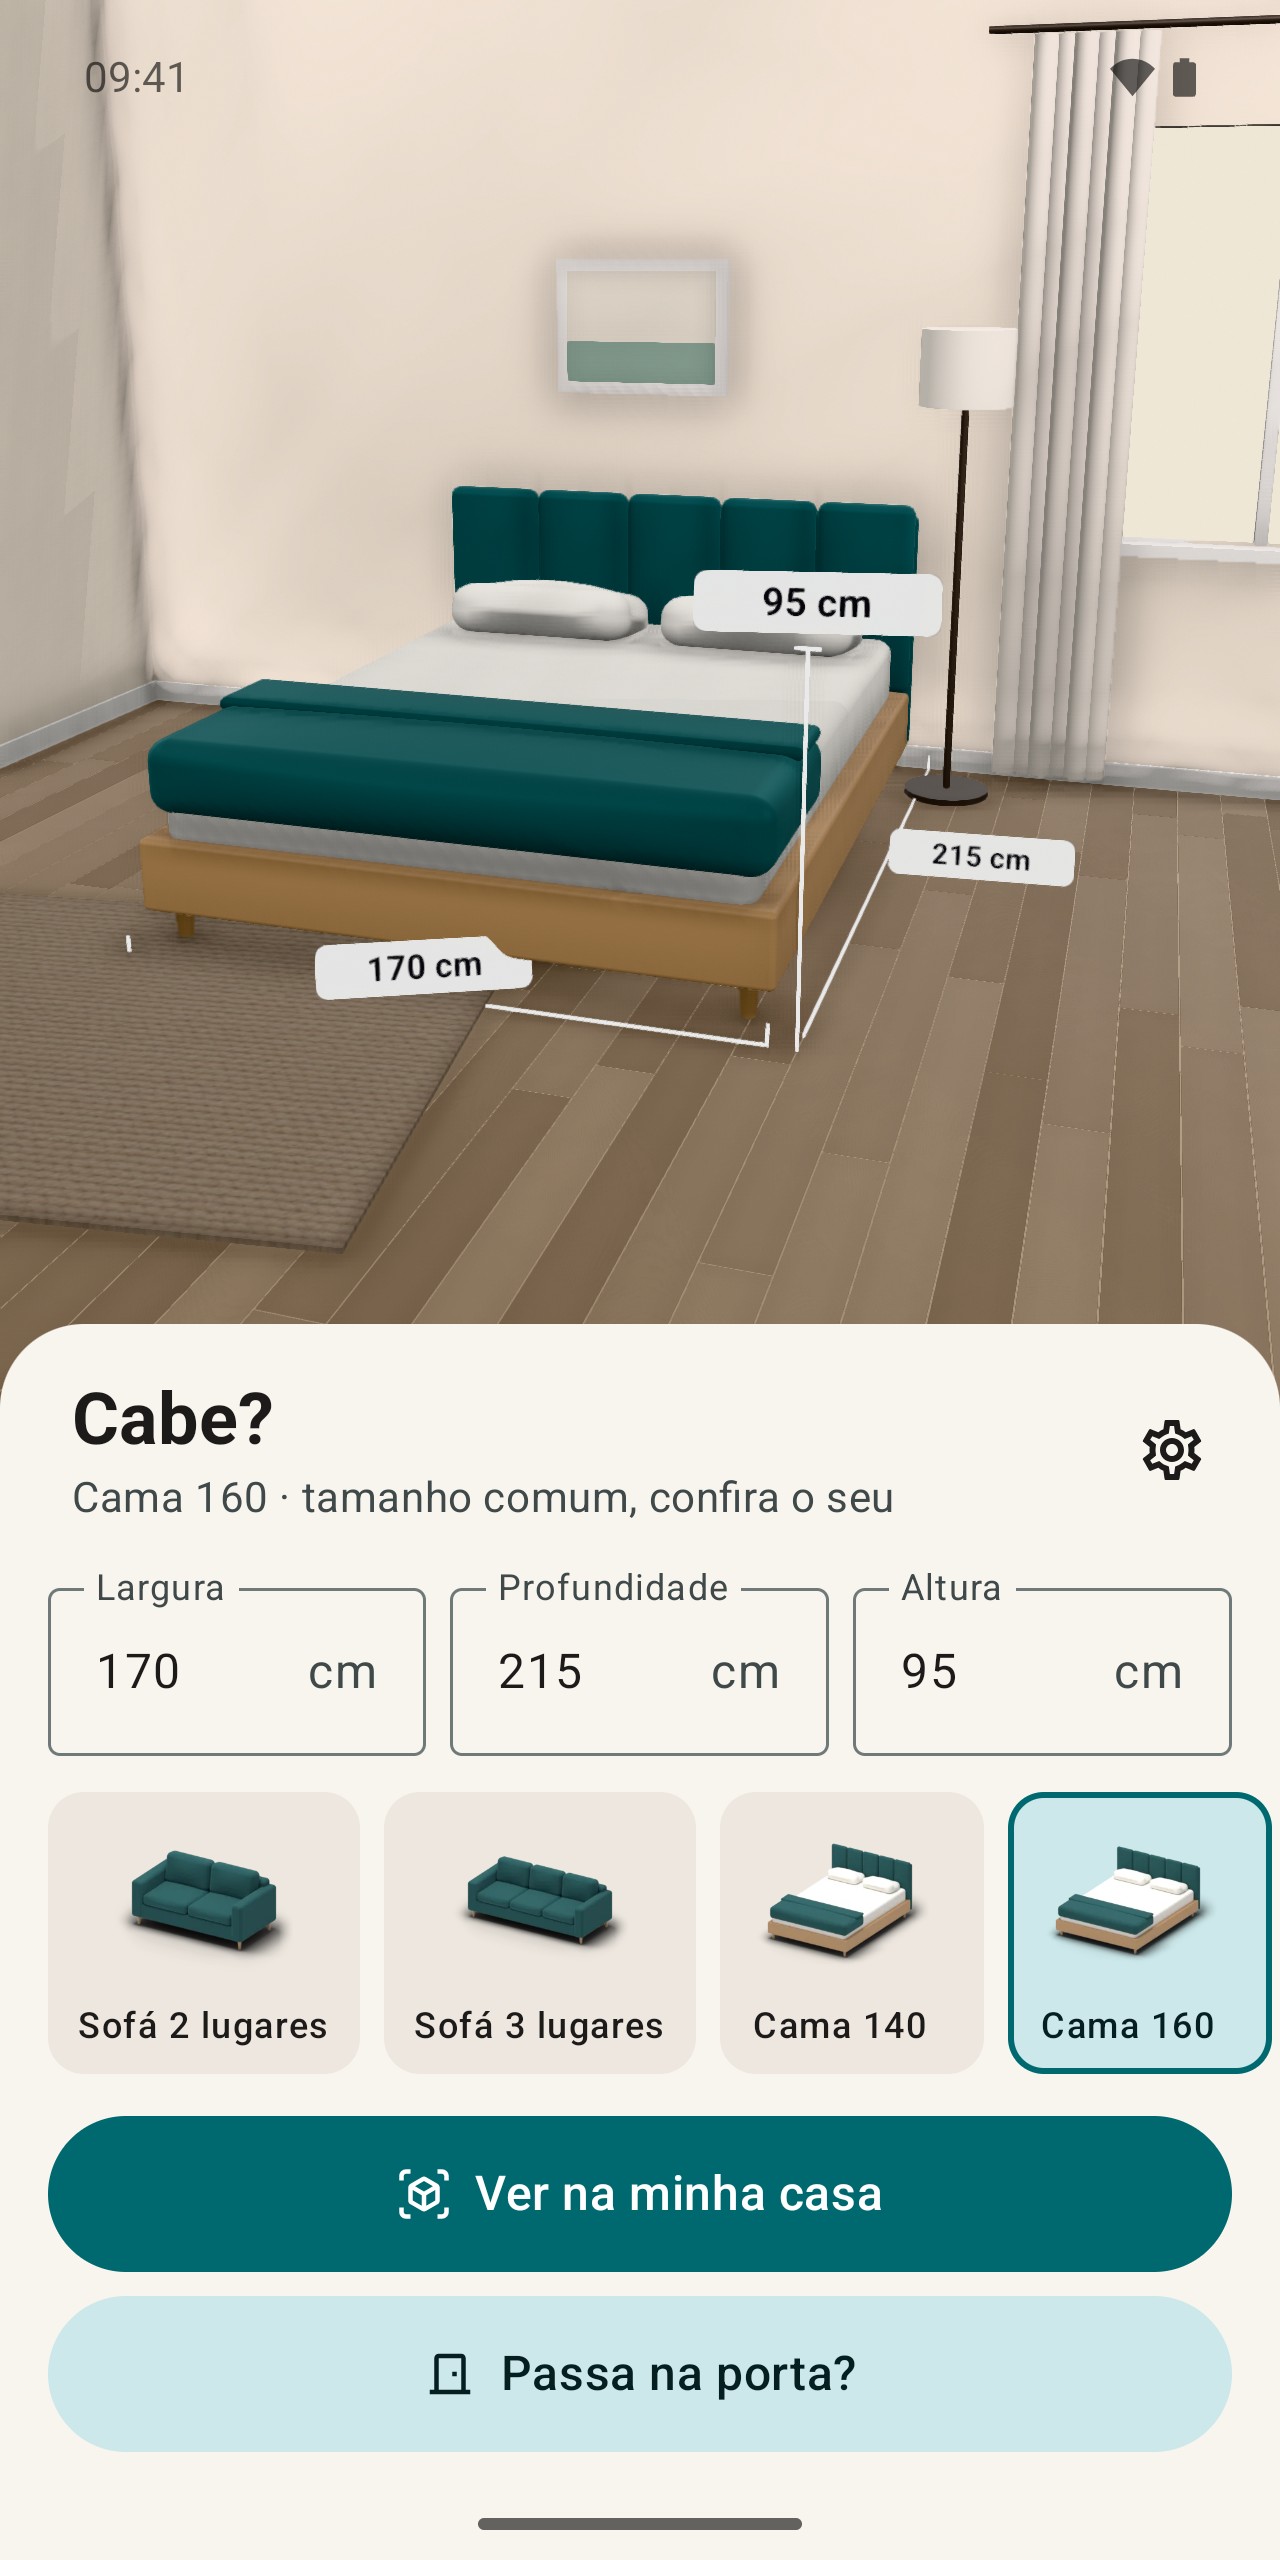 09:41
95 cm
215 cm
170 cm
Cabe?
Cama 160 · tamanho comum, confira o seu
Largura
Profundidade
Altura
170 cm
215 cm
95 cm
Sofá 2 lugares
Sofá 3 lugares
Cama 140
Cama 160
Ver na minha casa
Passa na porta?